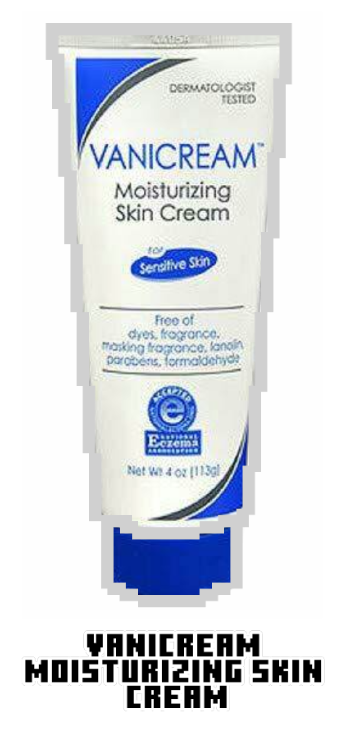 DERMATOLOGIST
TESTED
VANICREAM™
Moisturizing
Skin Cream
for
Sensitive Skin
Free of
dyes, fragrance,
masking fragrance, lanolin,
parabens, formaldehyde
ACCEPTED
e
NATIONAL
Eczema
ASSOCIATION
Net Wt 4 oz (113g)
VANICREAM
MOISTURIZING SKIN
CREAM